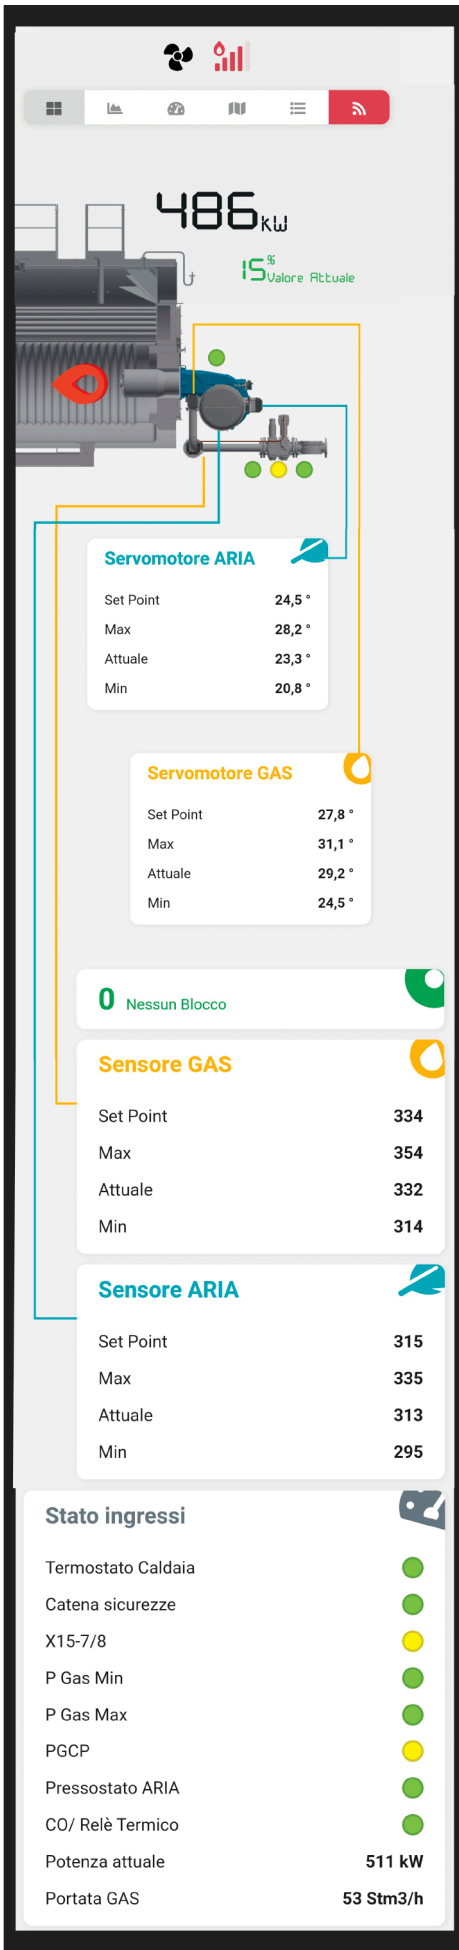 486 kW
15 % Valore Attuale
Servomotore ARIA
Set Point 24,5 °
Max 28,2 °
Attuale 23,3 °
Min 20,8 °
Servomotore GAS
Set Point 27,8 °
Max 31,1 °
Attuale 29,2 °
Min 24,5 °
0 Nessun Blocco
Sensore GAS
Set Point 334
Max 354
Attuale 332
Min 314
Sensore ARIA
Set Point 315
Max 335
Attuale 313
Min 295
Stato ingressi
Termostato Caldaia
Catena sicurezze
X15-7/8
P Gas Min
P Gas Max
PGCP
Pressostato ARIA
CO/ Relè Termico
Potenza attuale 511 kW
Portata GAS 53 Stm3/h